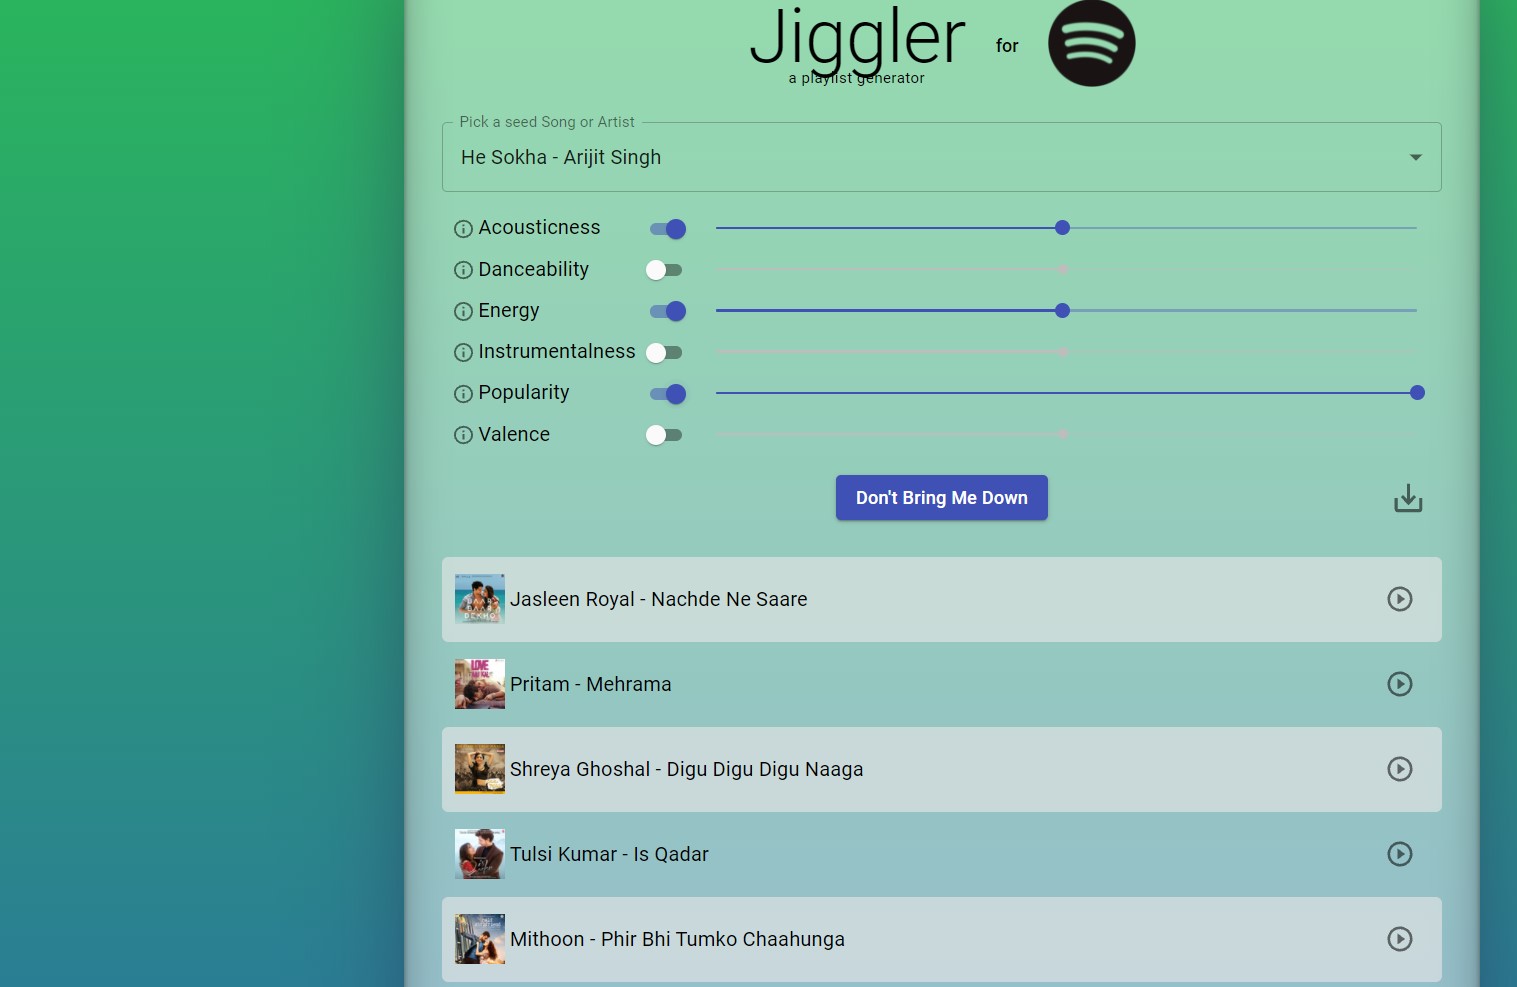 Jiggler
for
a playlist generator
Pick a seed Song or Artist
He Sokha - Arijit Singh
Acousticness
Danceability
Energy
Instrumentalness
Popularity
Valence
Don't Bring Me Down
Jasleen Royal - Nachde Ne Saare
LOVE
Pritam - Mehrama
Shreya Ghoshal - Digu Digu Digu Naaga
Tulsi Kumar - Is Qadar
Mithoon - Phir Bhi Tumko Chaahunga